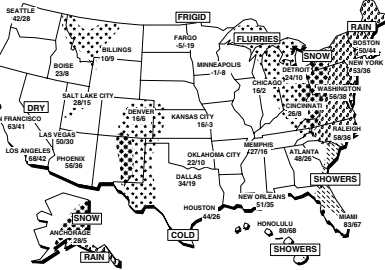 SEATTLE
42/28
FRIGID
FARGO
-5/-19
FLURRIES
RAIN
BILLINGS
10/9
BOSTON
50/44
BOISE
23/8
MINNEAPOLIS
-1/-8
SNOW
NEW YORK
53/36
DETROIT
24/10
CHICAGO
16/2
WASHINGTON
56/38
SALT LAKE CITY
28/15
DRY
DENVER
16/6
KANSAS CITY
16/-3
CINCINNATI
26/8
N FRANCISCO
63/41
RALEIGH
58/36
LAS VEGAS
50/30
MEMPHIS
27/16
ATLANTA
48/26
LOS ANGELES
68/42
PHOENIX
56/36
OKLAHOMA CITY
22/10
DALLAS
34/19
SHOWERS
NEW ORLEANS
51/35
HOUSTON
44/26
MIAMI
83/67
SNOW
ANCHORAGE
28/5
COLD
HONOLULU
80/68
RAIN
SHOWERS